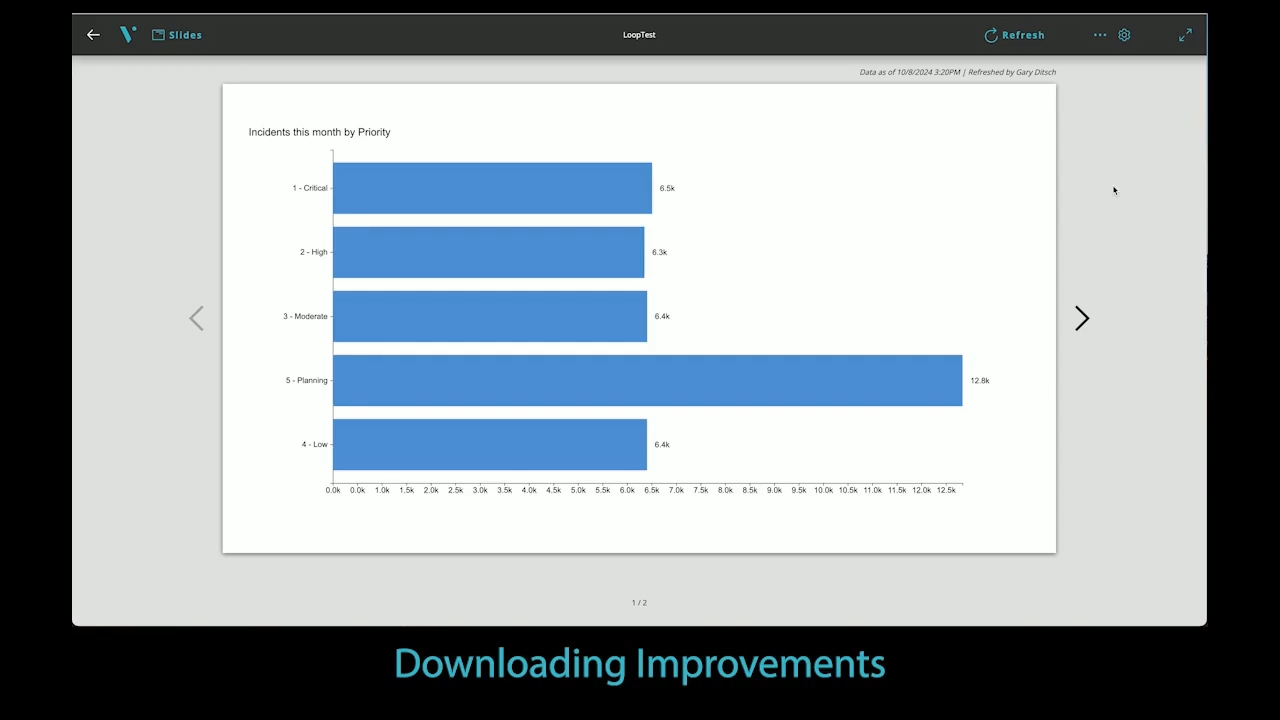 Slides
LoopTest
Refresh
Data as of 10/8/2024 3:20PM | Refreshed by Gary Ditsch
Incidents this month by Priority
1 - Critical
6.5k
2 - High
6.3k
3 - Moderate
6.4k
5 - Planning
12.8k
4 - Low
6.4k
0.0k 0.0k 1.0k 1.5k 2.0k 2.5k 3.0k 3.5k 4.0k 4.5k 5.0k 5.5k 6.0k 6.5k 7.0k 7.5k 8.0k 8.5k 9.0k 9.5k 10.0k 10.5k 11.0k 11.5k 12.0k 12.5k
1 / 2
Downloading Improvements